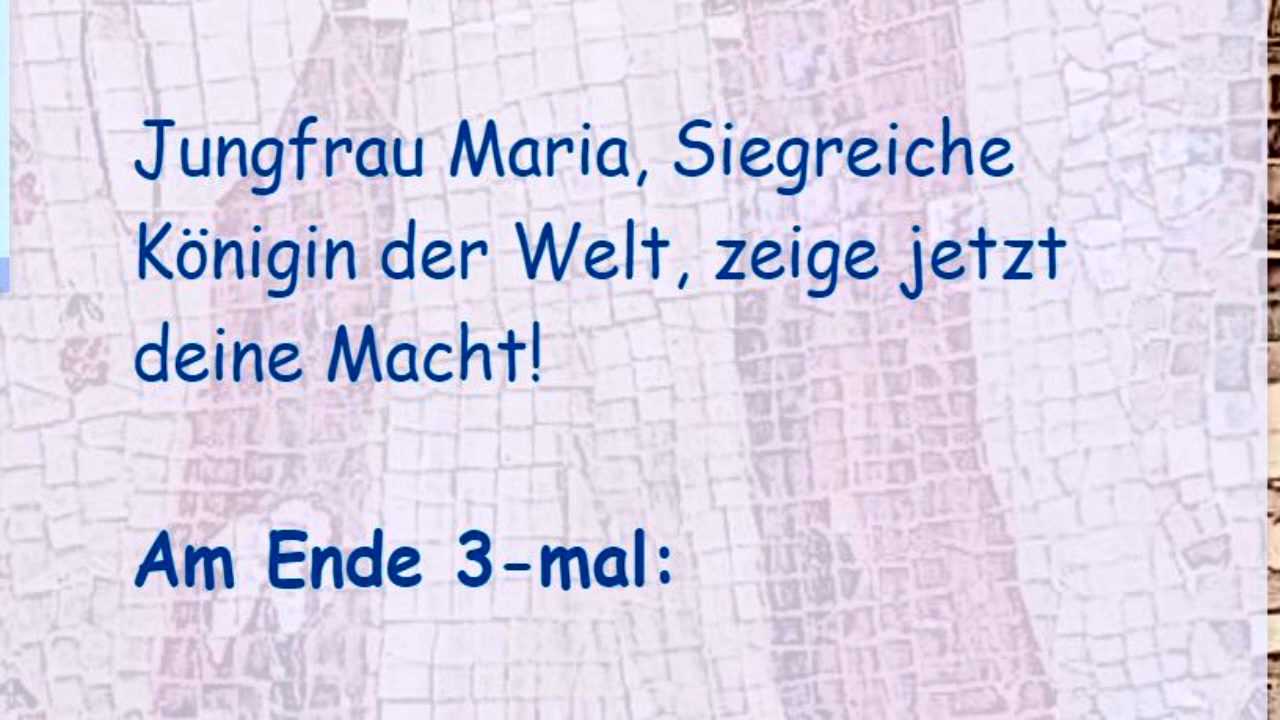 Jungfrau Maria, Siegreiche
Königin der Welt, zeige jetzt
deine Macht!
Am Ende 3-mal: